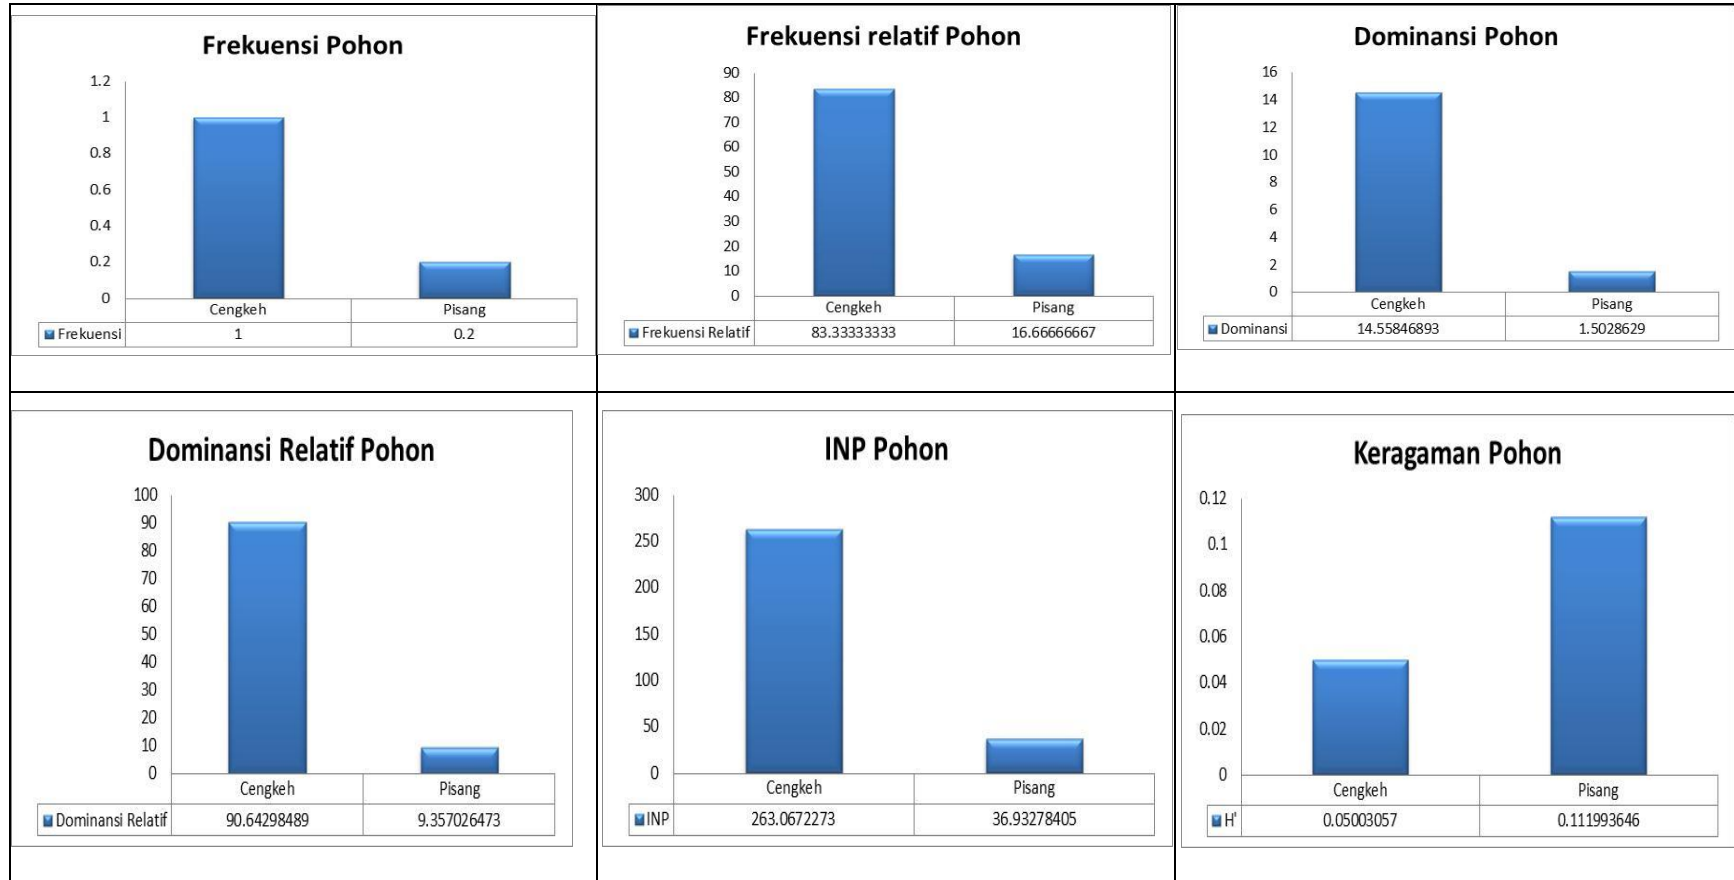 Frekuensi Pohon
1.2
1
0.8
0.6
0.4
0.2
0
Cengkeh Pisang
Frekuensi 1 0.2
Frekuensi relatif Pohon
90
80
70
60
50
40
30
20
10
0
Cengkeh Pisang
Frekuensi Relatif 83.33333333 16.66666667
Dominansi Pohon
16
14
12
10
8
6
4
2
0
Cengkeh Pisang
Dominansi 14.55846893 1.5028629
Dominansi Relatif Pohon
100
90
80
70
60
50
40
30
20
10
0
Cengkeh Pisang
Dominansi Relatif 90.64298489 9.357026473
INP Pohon
300
250
200
150
100
50
0
Cengkeh Pisang
INP 263.0672273 36.93278405
Keragaman Pohon
0.12
0.1
0.08
0.06
0.04
0.02
0
Cengkeh Pisang
H' 0.05003057 0.111993646